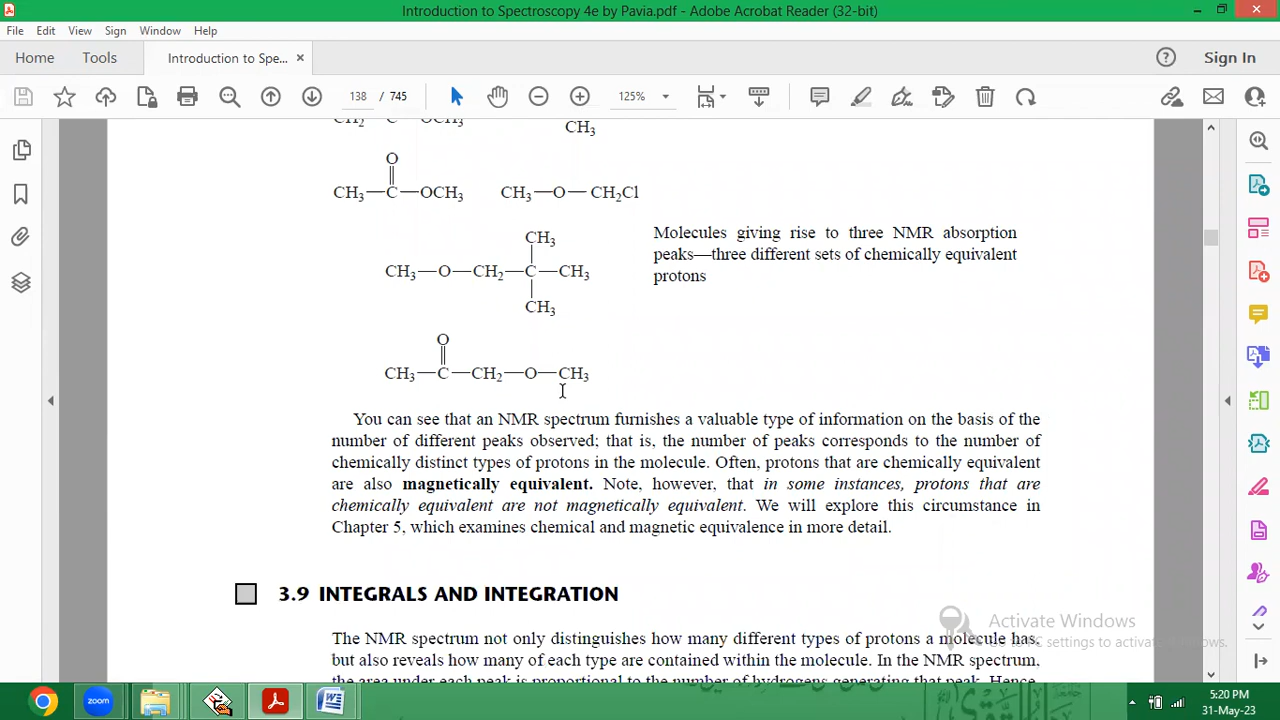 Introduction to Spectroscopy 4e by Pavia.pdf - Adobe Acrobat Reader (32-bit)
File Edit View Sign Window Help
Home Tools Introduction to Spe... × Sign In
138 / 745 125%
CH₂ C OCH₃
CH₃
O
CH₃—C—OCH₃ CH₃—O—CH₂Cl
CH₃
CH₃—O—CH₂—C—CH₃
CH₃
Molecules giving rise to three NMR absorption
peaks—three different sets of chemically equivalent
protons
O
CH₃—C—CH₂—O—CH₃
You can see that an NMR spectrum furnishes a valuable type of information on the basis of the
number of different peaks observed; that is, the number of peaks corresponds to the number of
chemically distinct types of protons in the molecule. Often, protons that are chemically equivalent
are also magnetically equivalent. Note, however, that in some instances, protons that are
chemically equivalent are not magnetically equivalent. We will explore this circumstance in
Chapter 5, which examines chemical and magnetic equivalence in more detail.
3.9 INTEGRALS AND INTEGRATION
The NMR spectrum not only distinguishes how many different types of protons a molecule has,
but also reveals how many of each type are contained within the molecule. In the NMR spectrum,
the area under each peak is proportional to the number of hydrogens generating that peak. Hence
Activate Windows
Go to PC settings to activate Windows.
zoom
5:20 PM
31-May-23